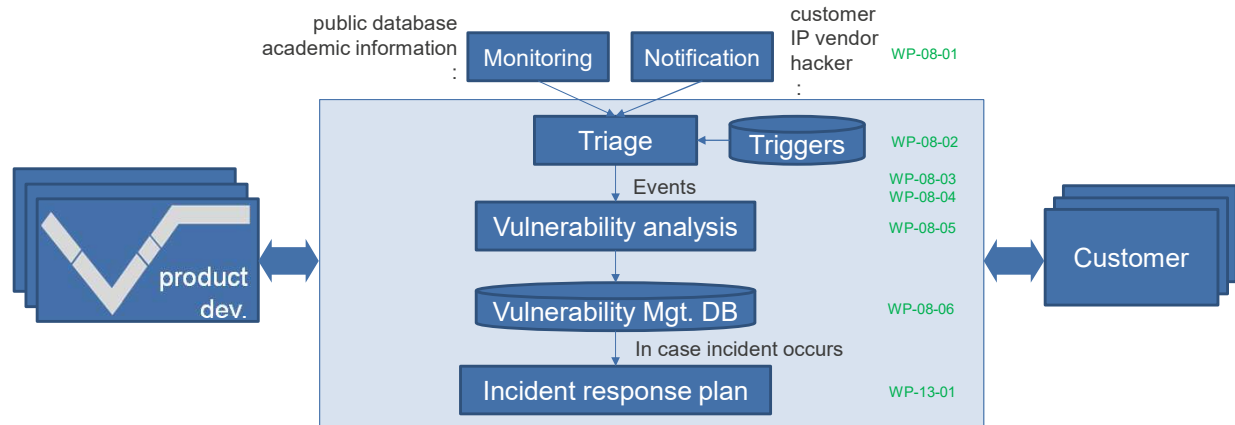 public database
academic information
:
Monitoring
Notification
customer
IP vendor
hacker
:
WP-08-01
Triage
Triggers
WP-08-02
Events
WP-08-03
WP-08-04
Vulnerability analysis
WP-08-05
product
dev.
Customer
Vulnerability Mgt. DB
WP-08-06
In case incident occurs
Incident response plan
WP-13-01